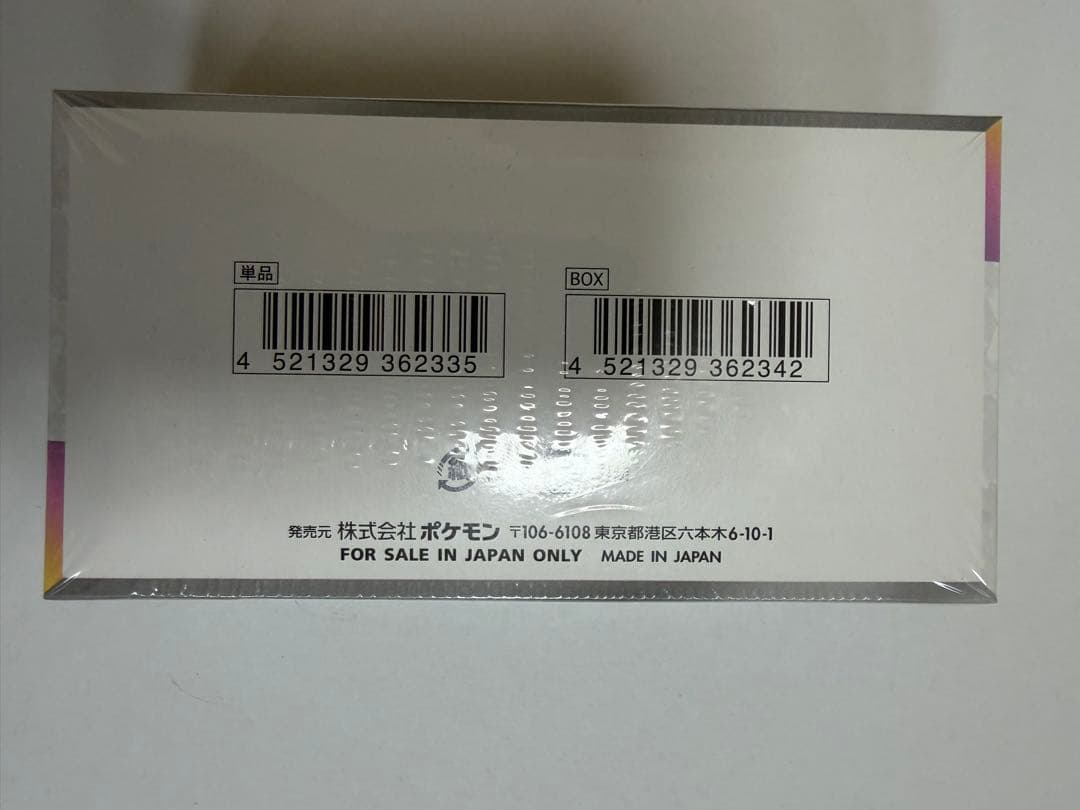 単品
4 521329 362335
BOX
4 521329 362342
発売元 株式会社ポケモン 〒106-6108 東京都港区六本木6-10-1
FOR SALE IN JAPAN ONLY MADE IN JAPAN